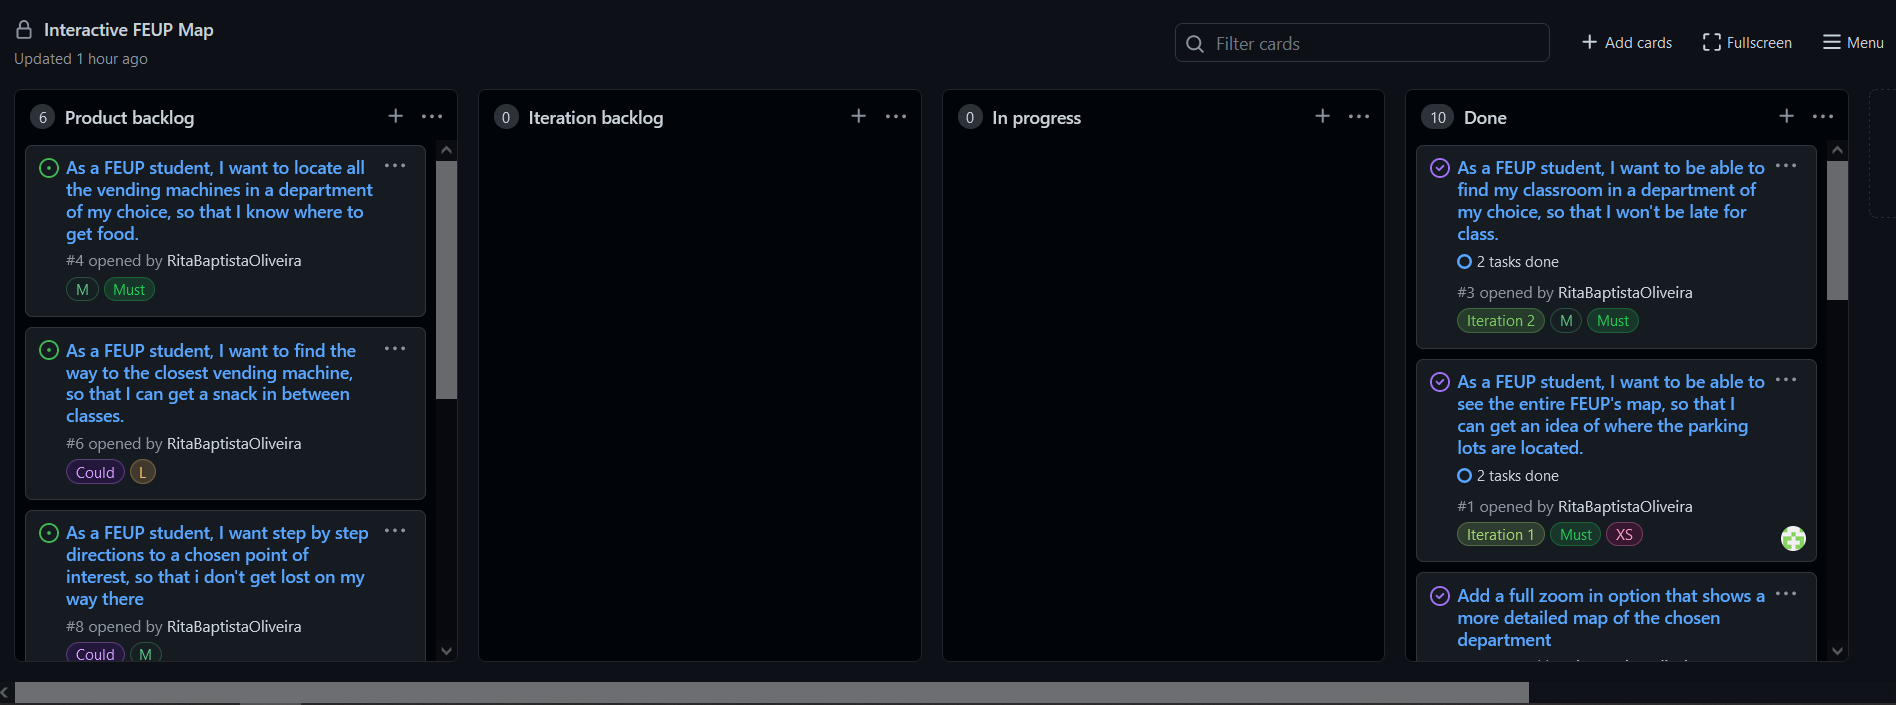 Interactive FEUP Map
Updated 1 hour ago
Filter cards
Add cards
Fullscreen
Menu
6 Product backlog
As a FEUP student, I want to locate all
the vending machines in a department
of my choice, so that I know where to
get food.
#4 opened by RitaBaptistaOliveira
M Must
As a FEUP student, I want to find the
way to the closest vending machine,
so that I can get a snack in between
classes.
#6 opened by RitaBaptistaOliveira
Could L
As a FEUP student, I want step by step
directions to a chosen point of
interest, so that i don't get lost on my
way there
#8 opened by RitaBaptistaOliveira
Could M
0 Iteration backlog
0 In progress
10 Done
As a FEUP student, I want to be able to
find my classroom in a department of
my choice, so that I won't be late for
class.
2 tasks done
#3 opened by RitaBaptistaOliveira
Iteration 2 M Must
As a FEUP student, I want to be able to
see the entire FEUP's map, so that I
can get an idea of where the parking
lots are located.
2 tasks done
#1 opened by RitaBaptistaOliveira
Iteration 1 Must XS
Add a full zoom in option that shows a
more detailed map of the chosen
department